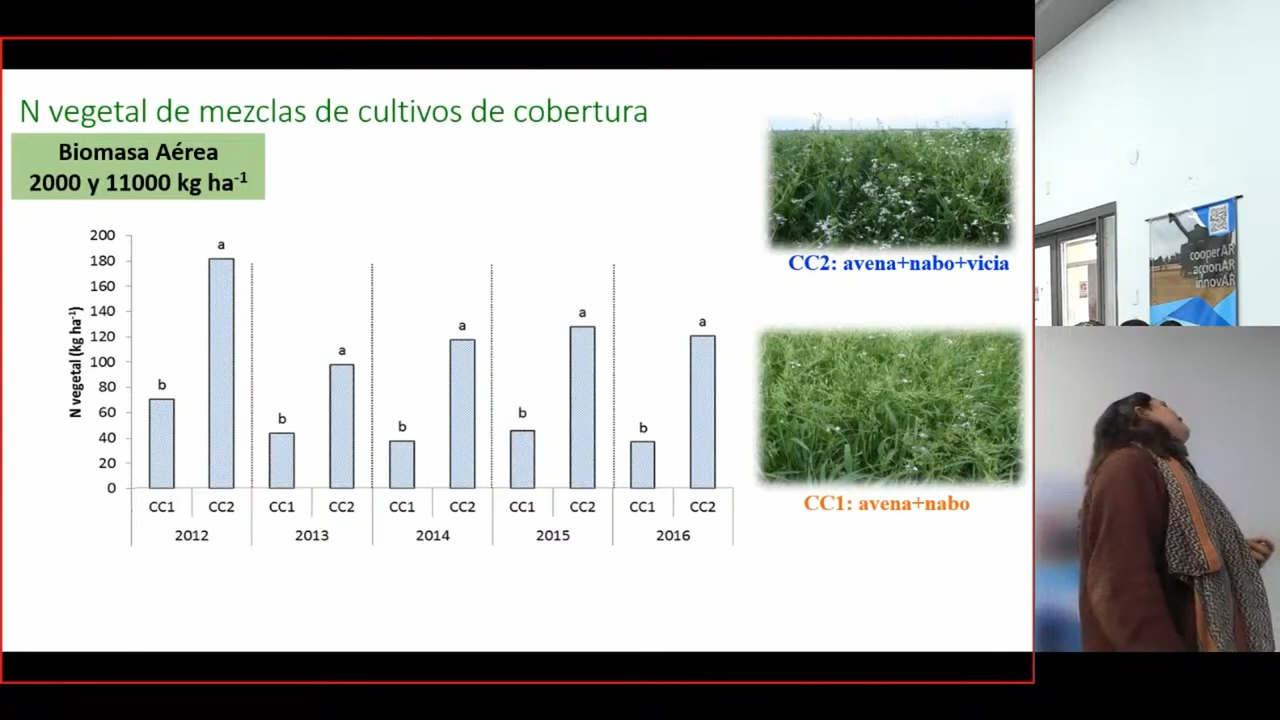 N vegetal de mezclas de cultivos de cobertura
Biomasa Aérea
2000 y 11000 kg ha-1
N vegetal (kg ha-1)
200
180
160
140
120
100
80
60
40
20
0
b
a
b
a
b
a
b
a
b
a
CC1
CC2
CC1
CC2
CC1
CC2
CC1
CC2
CC1
CC2
2012
2013
2014
2015
2016
CC2: avena+nabo+vicia
CC1: avena+nabo
cooperAR
accionAR
innovAR